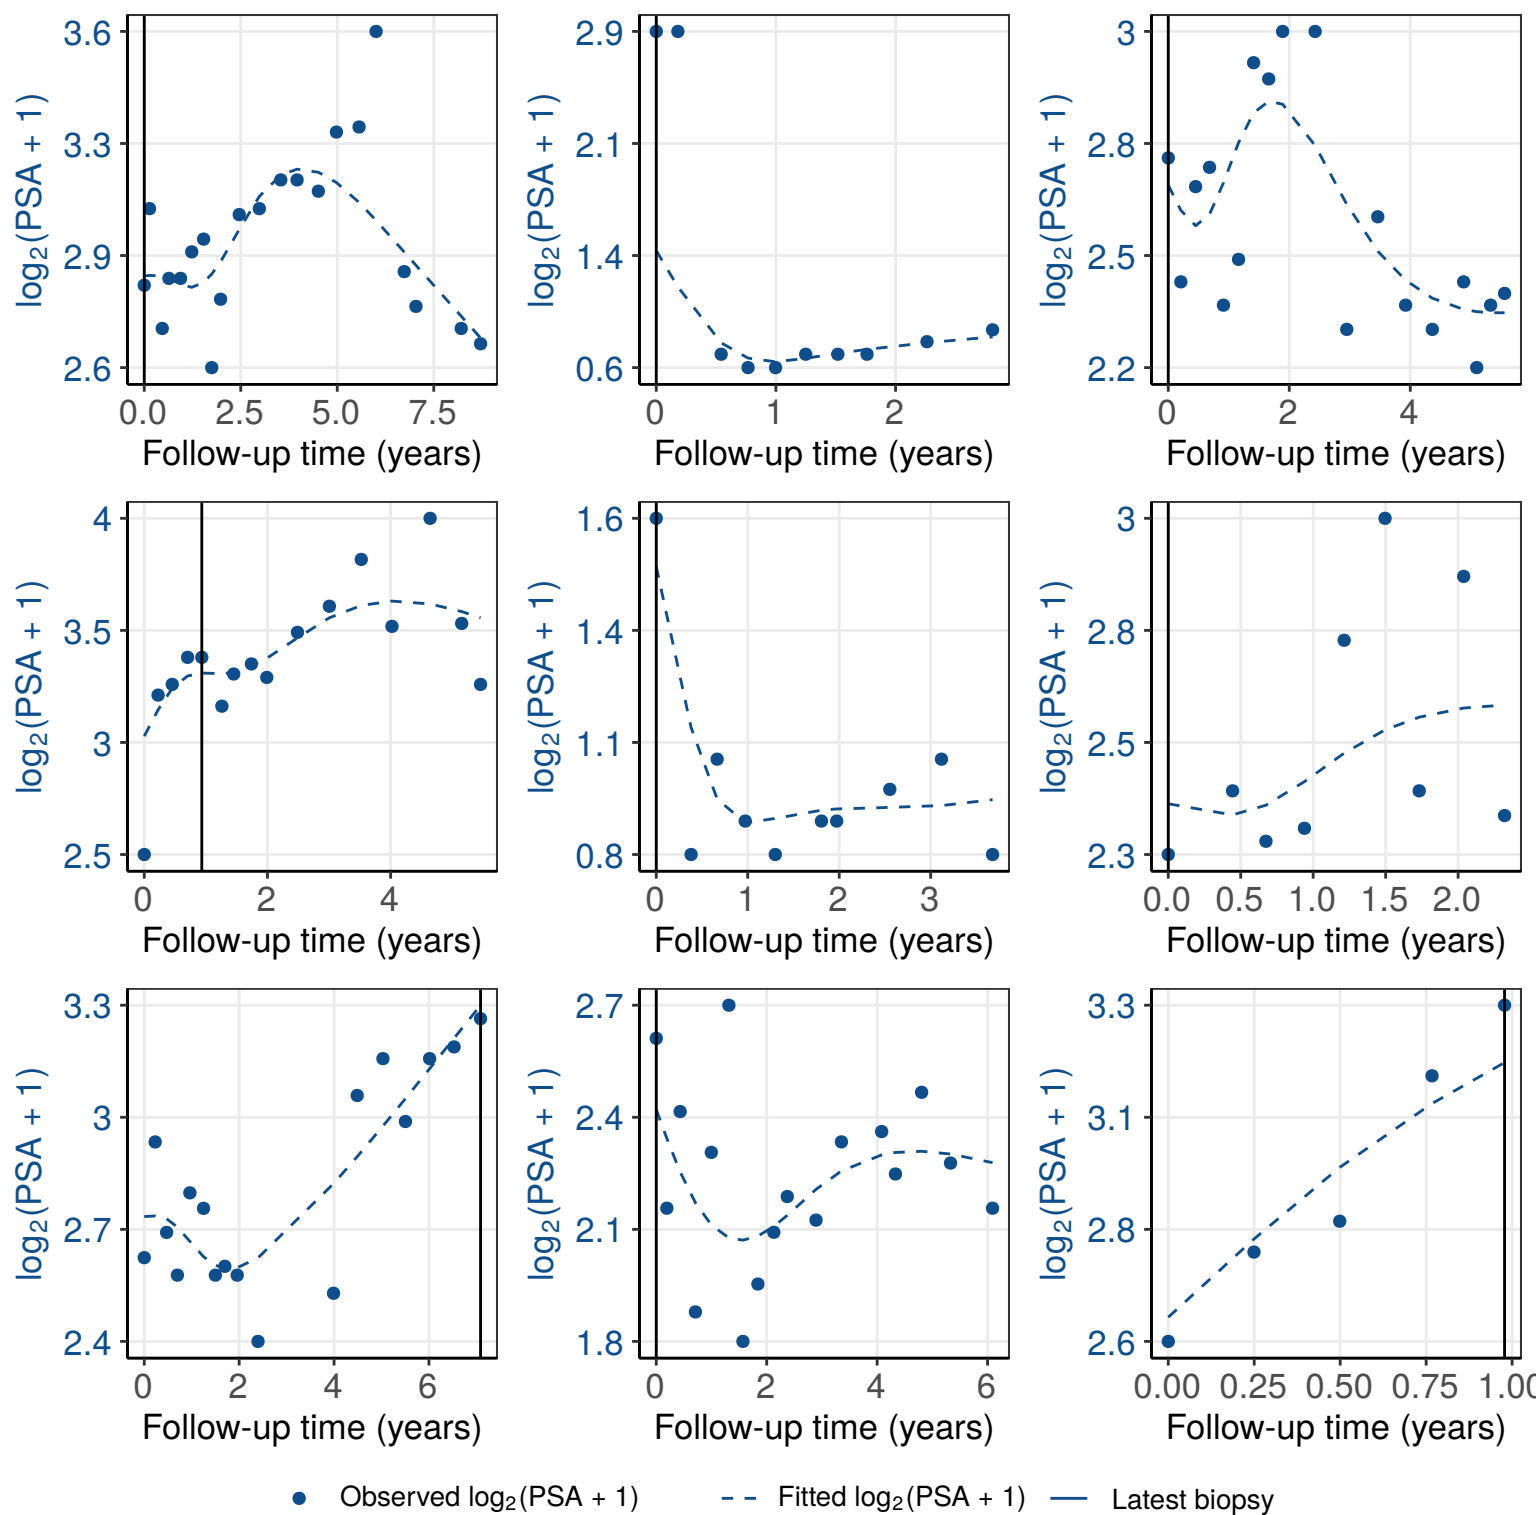 3.6
3.3
2.9
2.6
log₂(PSA + 1)
0.0 2.5 5.0 7.5
Follow-up time (years)
2.9
2.1
1.4
0.6
log₂(PSA + 1)
0 1 2
Follow-up time (years)
3
2.8
2.5
2.2
log₂(PSA + 1)
0 2 4
Follow-up time (years)
4
3.5
3
2.5
log₂(PSA + 1)
0 2 4
Follow-up time (years)
1.6
1.4
1.1
0.8
log₂(PSA + 1)
0 1 2 3
Follow-up time (years)
3
2.8
2.5
2.3
log₂(PSA + 1)
0.0 0.5 1.0 1.5 2.0
Follow-up time (years)
3.3
3
2.7
2.4
log₂(PSA + 1)
0 2 4 6
Follow-up time (years)
2.7
2.4
2.1
1.8
log₂(PSA + 1)
0 2 4 6
Follow-up time (years)
3.3
3.1
2.8
2.6
log₂(PSA + 1)
0.00 0.25 0.50 0.75 1.00
Follow-up time (years)
Observed log₂(PSA + 1) Fitted log₂(PSA + 1) Latest biopsy